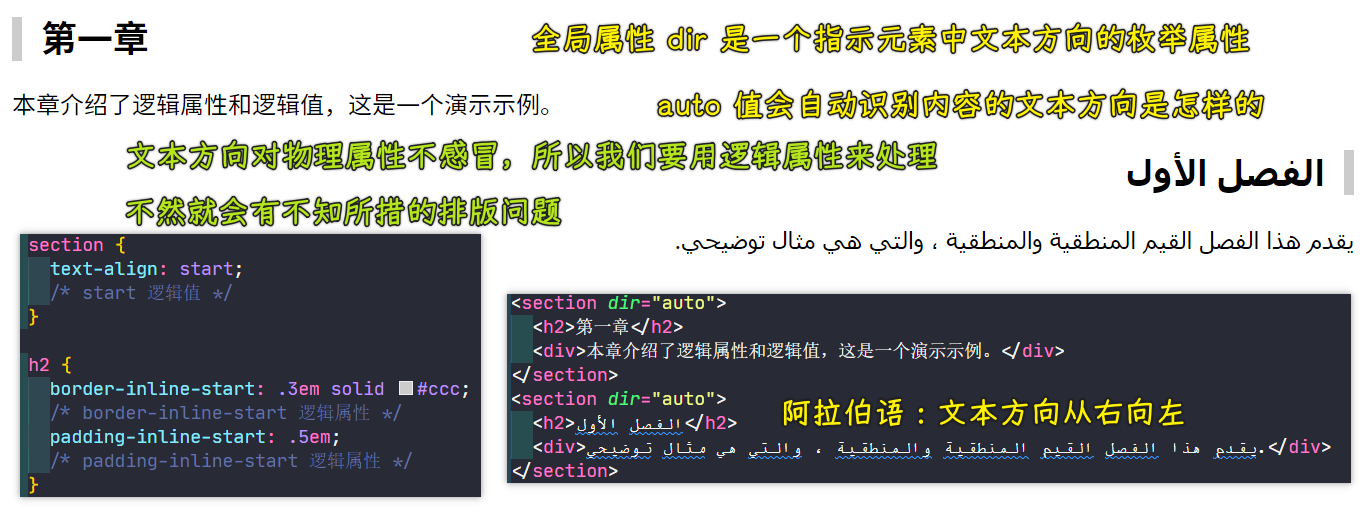 第一章
全局属性 dir 是一个指示元素中文本方向的枚举属性
本章介绍了逻辑属性和逻辑值，这是一个演示示例。
auto 值会自动识别内容的文本方向是怎样的
文本方向对物理属性不感冒，所以我们要用逻辑属性来处理
الفصل الأول
不然就会有不知所措的排版问题
يقدم هذا الفصل القيم المنطقية والمنطقية ، والتي هي مثال توضيحي.
section {
text-align: start;
/* start 逻辑值 */
}
h2 {
border-inline-start: .3em solid #ccc;
/* border-inline-start 逻辑属性 */
padding-inline-start: .5em;
/* padding-inline-start 逻辑属性 */
}
<section dir="auto">
<h2>第一章</h2>
<div>本章介绍了逻辑属性和逻辑值，这是一个演示示例。</div>
</section>
<section dir="auto">
<h2>الفصل الأول</h2>
阿拉伯语：文本方向从右向左
<div>يقدم هذا الفصل القيم المنطقية والمنطقية ، والتي هي مثال توضيحي.</div>
</section>